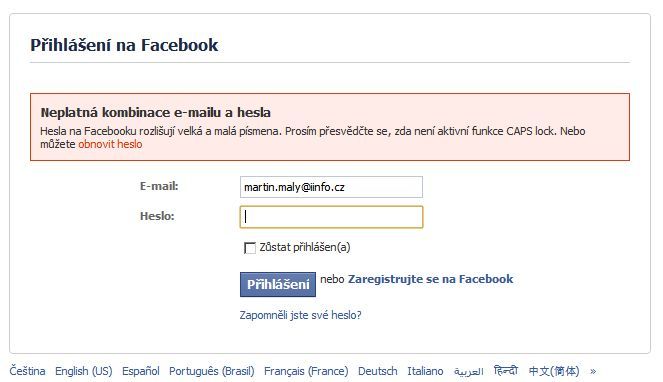 Přihlášení na Facebook
Neplatná kombinace e-mailu a hesla
Hesla na Facebooku rozlišují velká a malá písmena. Prosím přesvědčte se, zda není aktivní funkce CAPS lock. Nebo
můžete obnovit heslo
E-mail: martin.maly@iinfo.cz
Heslo:
Zůstat přihlášen(a)
Přihlášení nebo Zaregistrujte se na Facebook
Zapomněli jste své heslo?
Čeština English (US) Español Português (Brasil) Français (France) Deutsch Italiano العربية हिन्दी 中文(简体) »